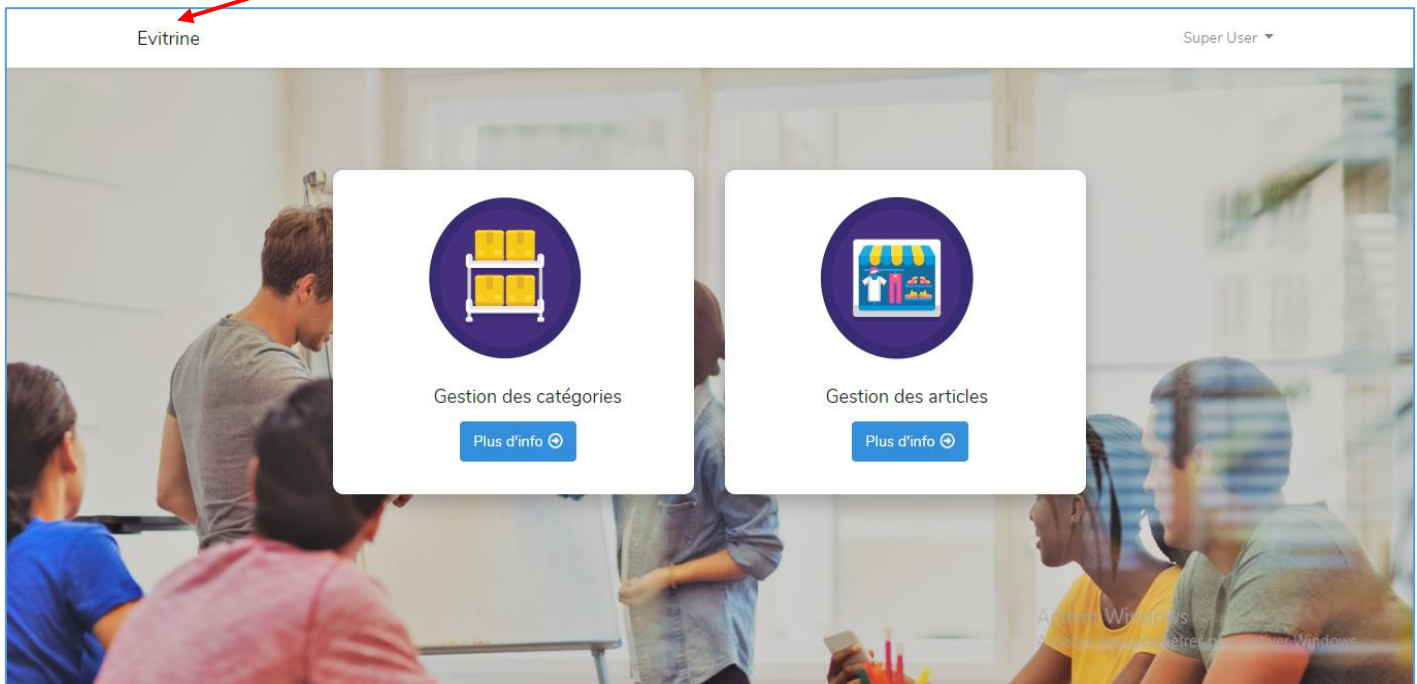 Evitrine
Super User
Gestion des catégories
Gestion des articles
Plus d'info
Plus d'info